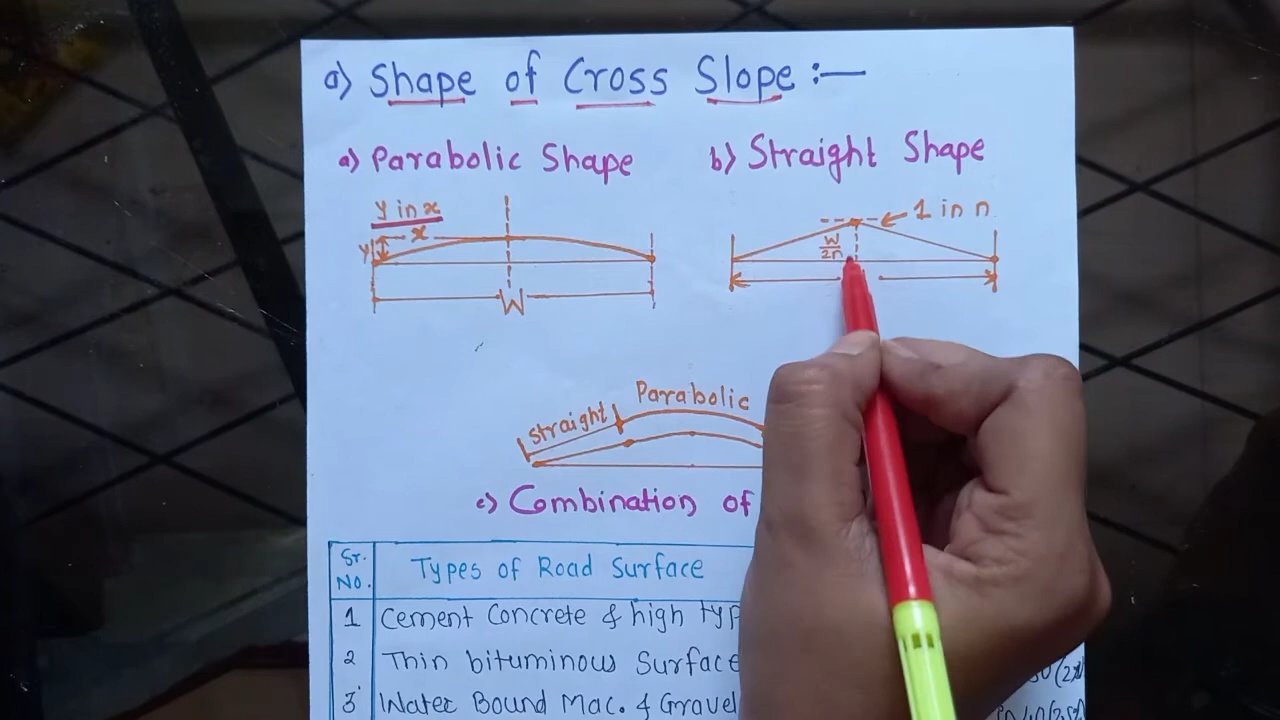 a) Shape of Cross Slope :—
a) Parabolic Shape
b) Straight Shape
y in x
x
y
W
1 in n
W/2n
Straight
Parabolic
c) Combination of
Sr. No.
Types of Road Surface
1 Cement Concrete & high typ
2 Thin bituminous Surface
3 Water Bound Mac. & Gravel